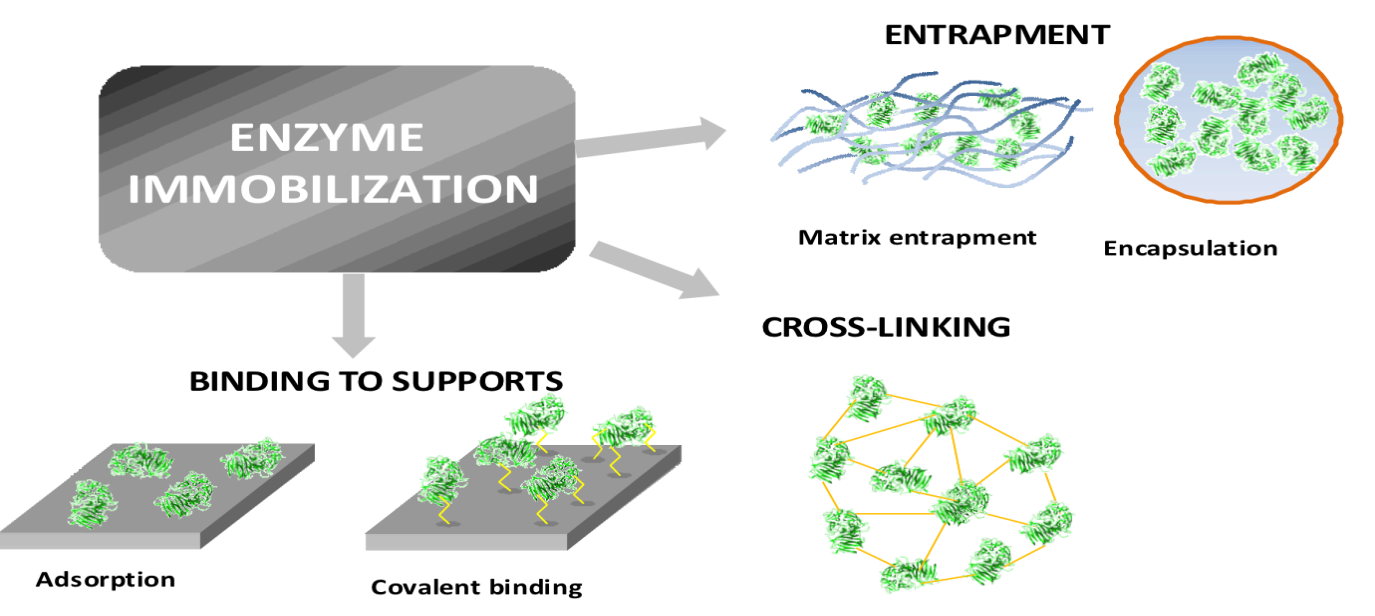 ENZYME
IMMOBILIZATION
ENTRAPMENT
Matrix entrapment
Encapsulation
CROSS-LINKING
BINDING TO SUPPORTS
Adsorption
Covalent binding